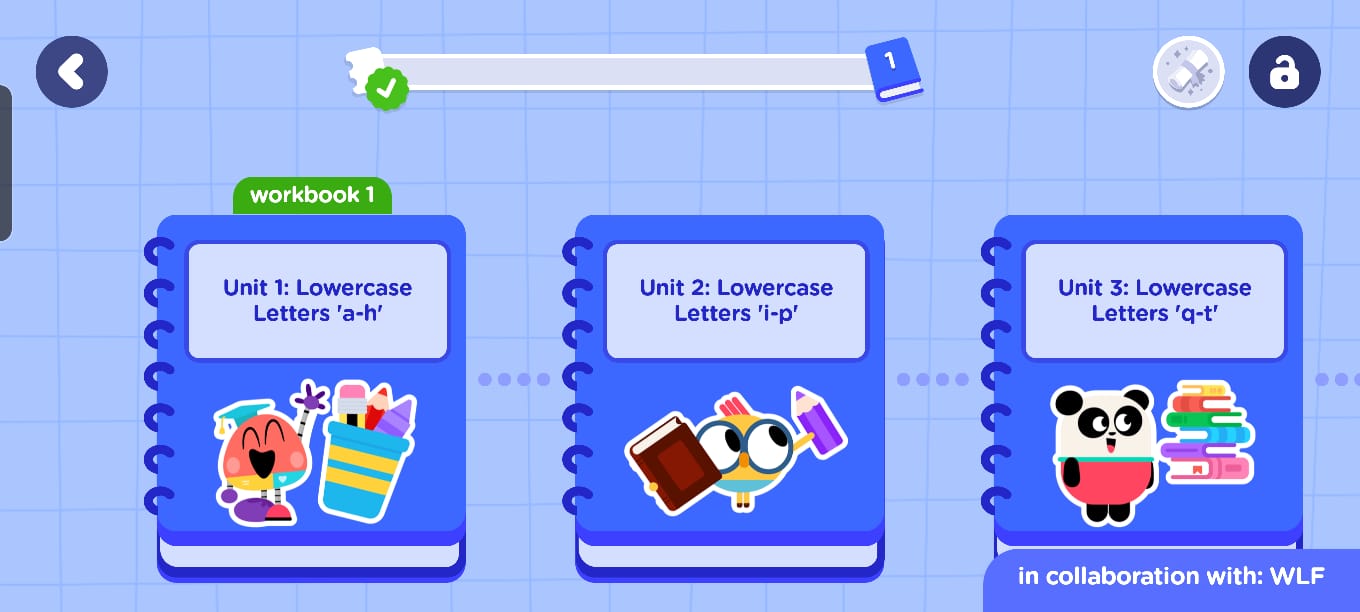 1
workbook 1
Unit 1: Lowercase
Letters 'a-h'
Unit 2: Lowercase
Letters 'i-p'
Unit 3: Lowercase
Letters 'q-t'
in collaboration with: WLF